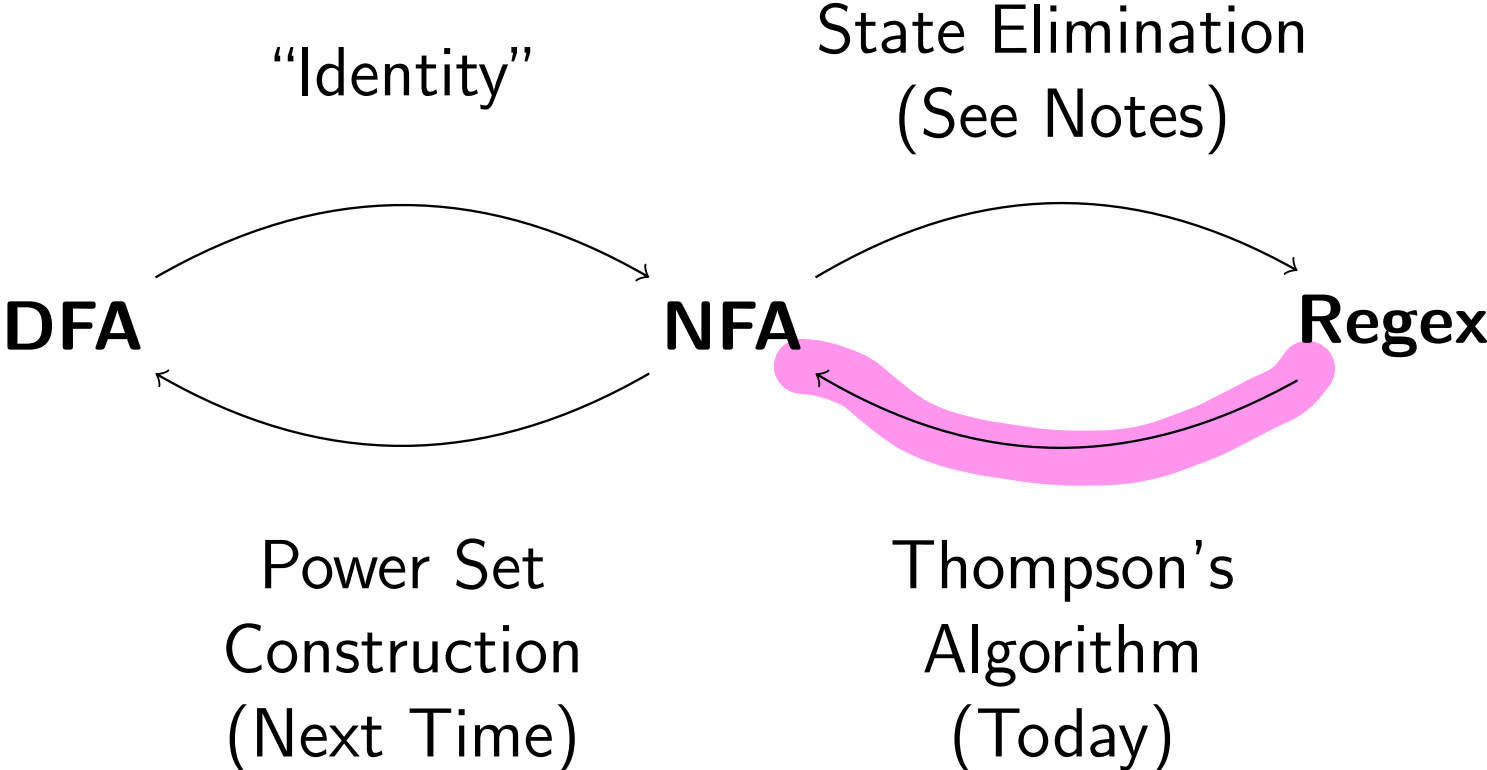 “Identity”
State Elimination
(See Notes)
DFA
NFA
Regex
Power Set
Construction
(Next Time)
Thompson's
Algorithm
(Today)